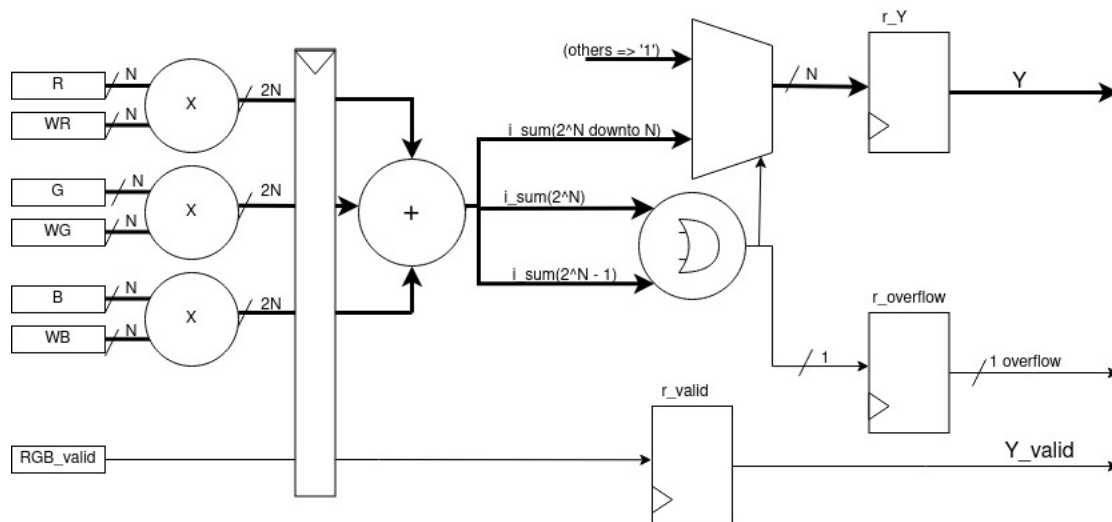 r_Y
(others => '1')
R
N
X
2N
WR
N
N
Y
i_sum(2^N downto N)
G
N
X
2N
WG
N
+
i_sum(2^N)
i_sum(2^N - 1)
B
N
X
2N
WB
N
r_overflow
1
1 overflow
r_valid
RGB_valid
Y_valid